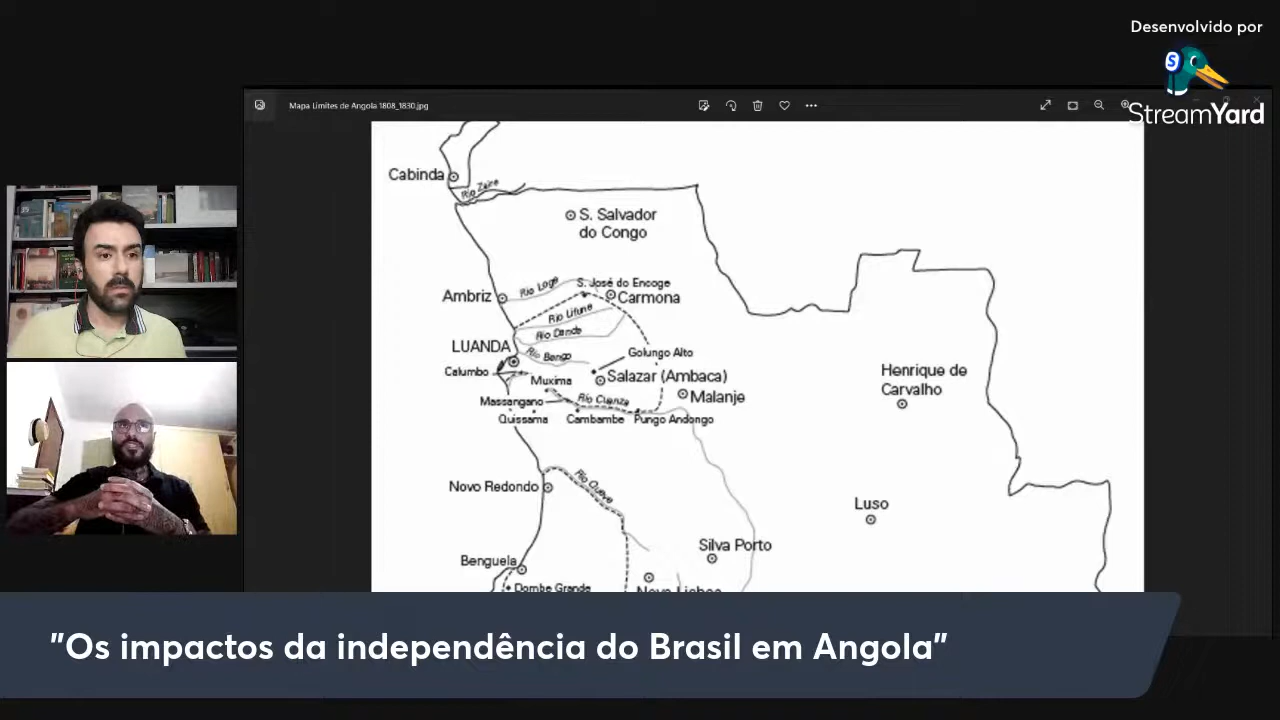 Desenvolvido por
StreamYard
Mapa Limites de Angola 1808_1830.jpg
Cabinda
Rio Zaire
S. Salvador
do Congo
S. José do Encoge
Rio Loge
Ambriz
Carmona
Rio Lifune
Rio Dande
LUANDA
Rio Bengo
Golungo Alto
Calumbo
Muxima
Salazar (Ambaca)
Malanje
Massangano
Rio Cuanza
Quissama
Cambambe
Pungo Andongo
Henrique de
Carvalho
Novo Redondo
Rio Cueve
Luso
Silva Porto
Benguela
Dombe Grande
Nova Lisboa
"Os impactos da independência do Brasil em Angola"